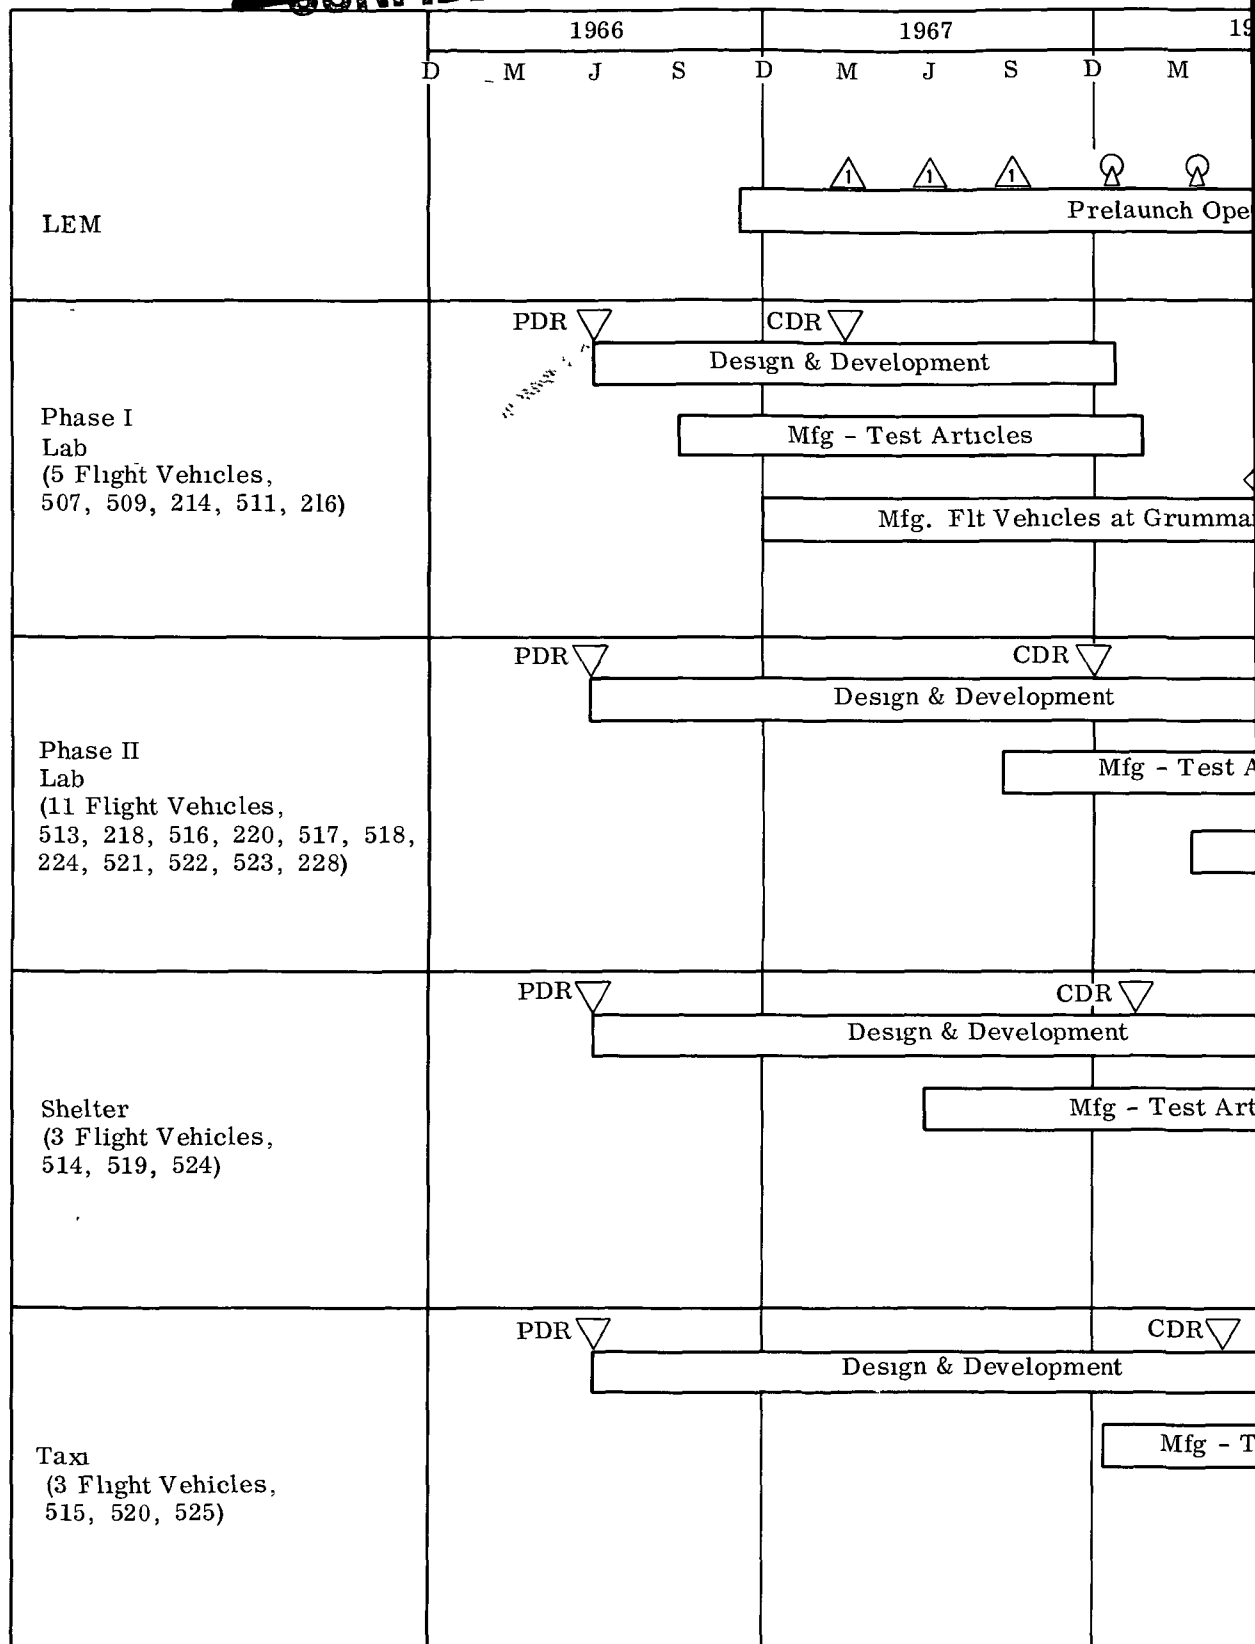 1966 1967 19
D M J S D M J S D M
1 1 1
LEM
Prelaunch Ope
PDR CDR
Design & Development
Mfg - Test Articles
Phase I
Lab
(5 Flight Vehicles,
507, 509, 214, 511, 216)
Mfg. Flt Vehicles at Grumma
PDR CDR
Design & Development
Phase II
Lab
(11 Flight Vehicles,
513, 218, 516, 220, 517, 518,
224, 521, 522, 523, 228)
Mfg - Test A
PDR CDR
Design & Development
Shelter
(3 Flight Vehicles,
514, 519, 524)
Mfg - Test Art
PDR CDR
Design & Development
Taxi
(3 Flight Vehicles,
515, 520, 525)
Mfg - T